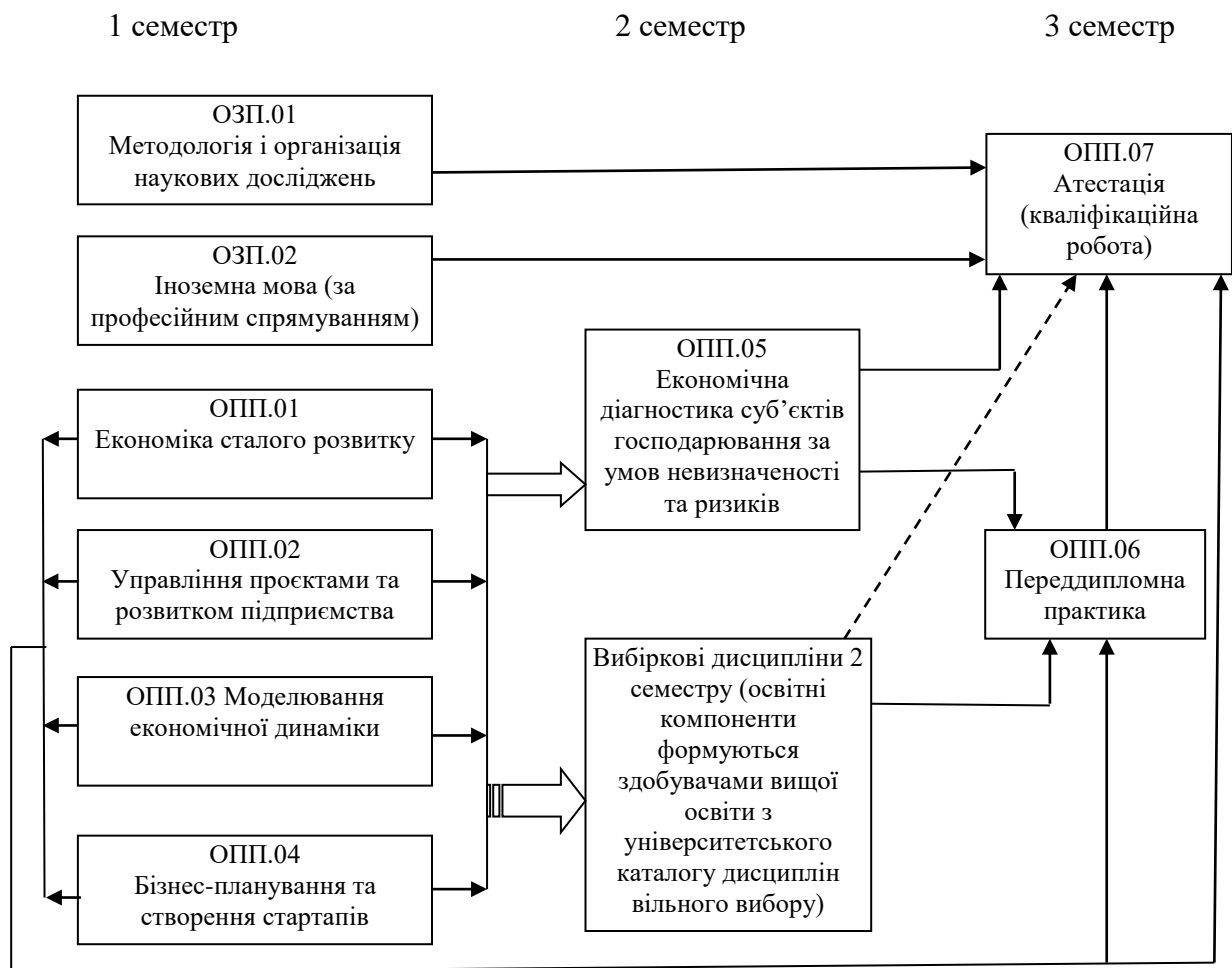 1 семестр
2 семестр
3 семестр
ОЗП.01
Методологія і організація
наукових досліджень
ОЗП.02
Іноземна мова (за
професійним спрямуванням)
ОПП.01
Економіка сталого розвитку
ОПП.02
Управління проєктами та
розвитком підприємства
ОПП.03 Моделювання
економічної динаміки
ОПП.04
Бізнес-планування та
створення стартапів
ОПП.05
Економічна
діагностика суб’єктів
господарювання за
умов невизначеності
та ризиків
Вибіркові дисципліни 2
семестру (освітні
компоненти
формуються
здобувачами вищої
освіти з
університетського
каталогу дисциплін
вільного вибору)
ОПП.07
Атестація
(кваліфікаційна
робота)
ОПП.06
Переддипломна
практика